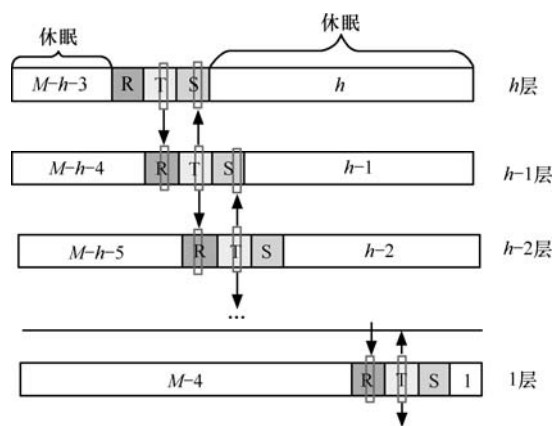 休眠
休眠
M-h-3 R T S h h层
M-h-4 R T S h-1 h-1层
M-h-5 R T S h-2 h-2层
...
M-4 R T S 1 1层